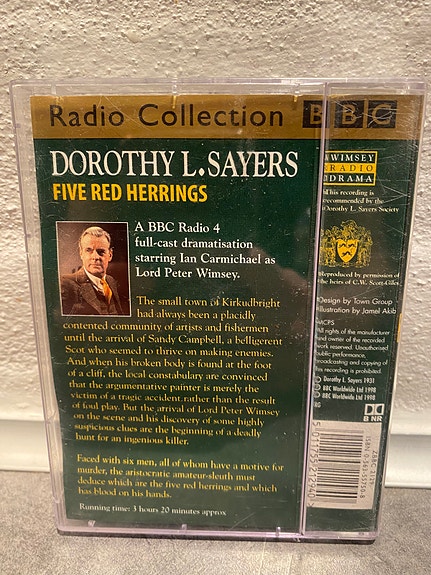 Radio Collection BBC
DOROTHY L. SAYERS
FIVE RED HERRINGS
A BBC Radio 4
full-cast dramatisation
starring Ian Carmichael as
Lord Peter Wimsey.
The small town of Kirkudbright
had always been a placidly
contented community of artists and fishermen
until the arrival of Sandy Campbell, a belligerent
Scot who seemed to thrive on making enemies.
And when his broken body is found at the foot
of a cliff, the local constabulary are convinced
that the argumentative painter is merely the
victim of a tragic accident rather than the result
of foul play. But the arrival of Lord Peter Wimsey
on the scene and his discovery of some highly
suspicious clues are the beginning of a deadly
hunt for an ingenious killer.
Faced with six men, all of whom have a motive for
murder, the aristocratic amateur-sleuth must
deduce which are the five red herrings and which
has blood on his hands.
Running time: 3 hours 20 minutes approx
WIMSEY
RADIO
DRAMA
This recording is
recommended by the
Dorothy L. Sayers Society
Reproduced by permission of
the heirs of C.W. Scott-Giles
Design by Town Group
Illustration by Jamel Akib
MCPS
All rights of the manufacturer
and owner of the recorded
work reserved. Unauthorised
public performance,
broadcasting and copying of
this recording is prohibited.
© Dorothy L. Sayers 1931
© BBC Worldwide Ltd 1998
℗ BBC Worldwide Ltd 1998
B NR